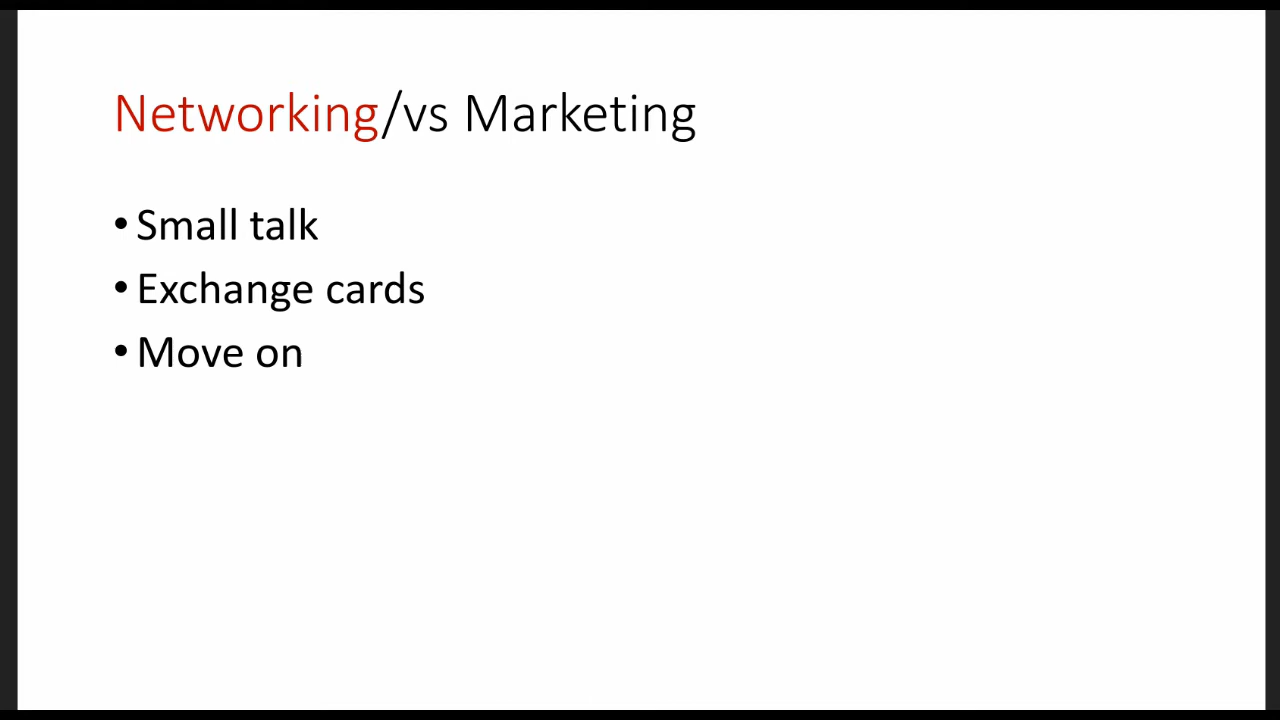 Networking/vs Marketing
• Small talk
• Exchange cards
• Move on